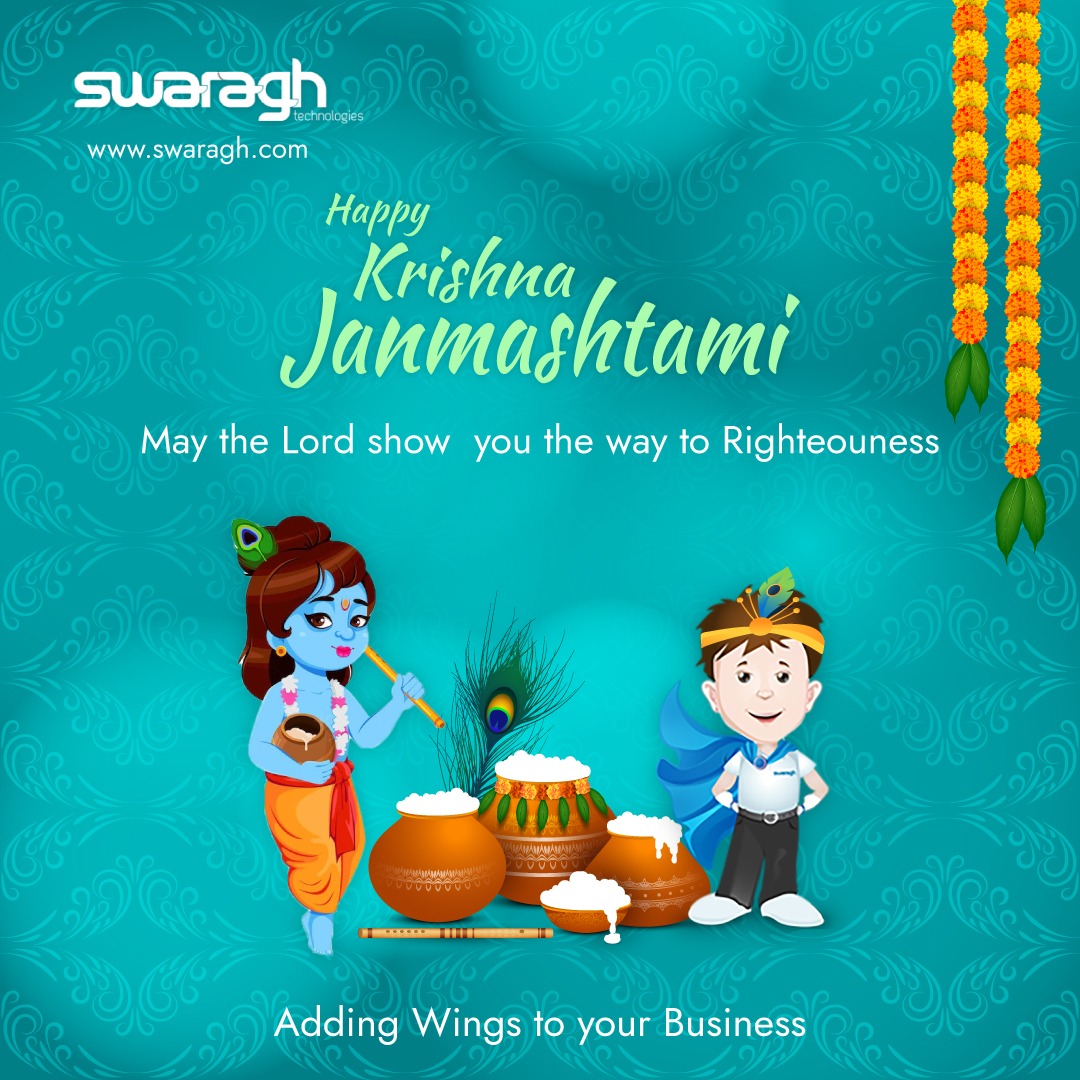 swaragh
technologies
www.swaragh.com
Happy
Krishna
Janmashtami
May the Lord show  you the way to Righteouness
swaragh
Adding Wings to your Business